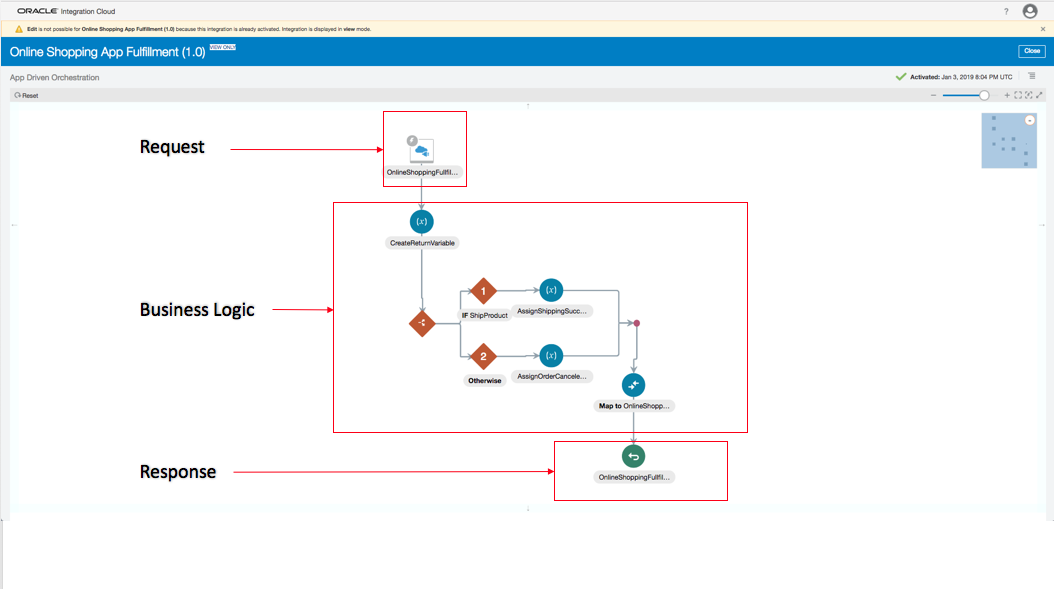 ORACLE Integration Cloud
?
Edit is not possible for Online Shopping App Fulfillment (1.0) because this integration is already activated. Integration is displayed in view mode.
Online Shopping App Fulfillment (1.0) VIEW ONLY
Close
App Driven Orchestration
Activated: Jan 3, 2019 8:04 PM UTC
Reset
Request
OnlineShoppingFullfil...
{x}
CreateReturnVariable
Business Logic
1
{x}
IF ShipProduct
AssignShippingSucc...
2
{x}
Otherwise
AssignOrderCancele...
Map to OnlineShopp...
Response
OnlineShoppingFullfil...